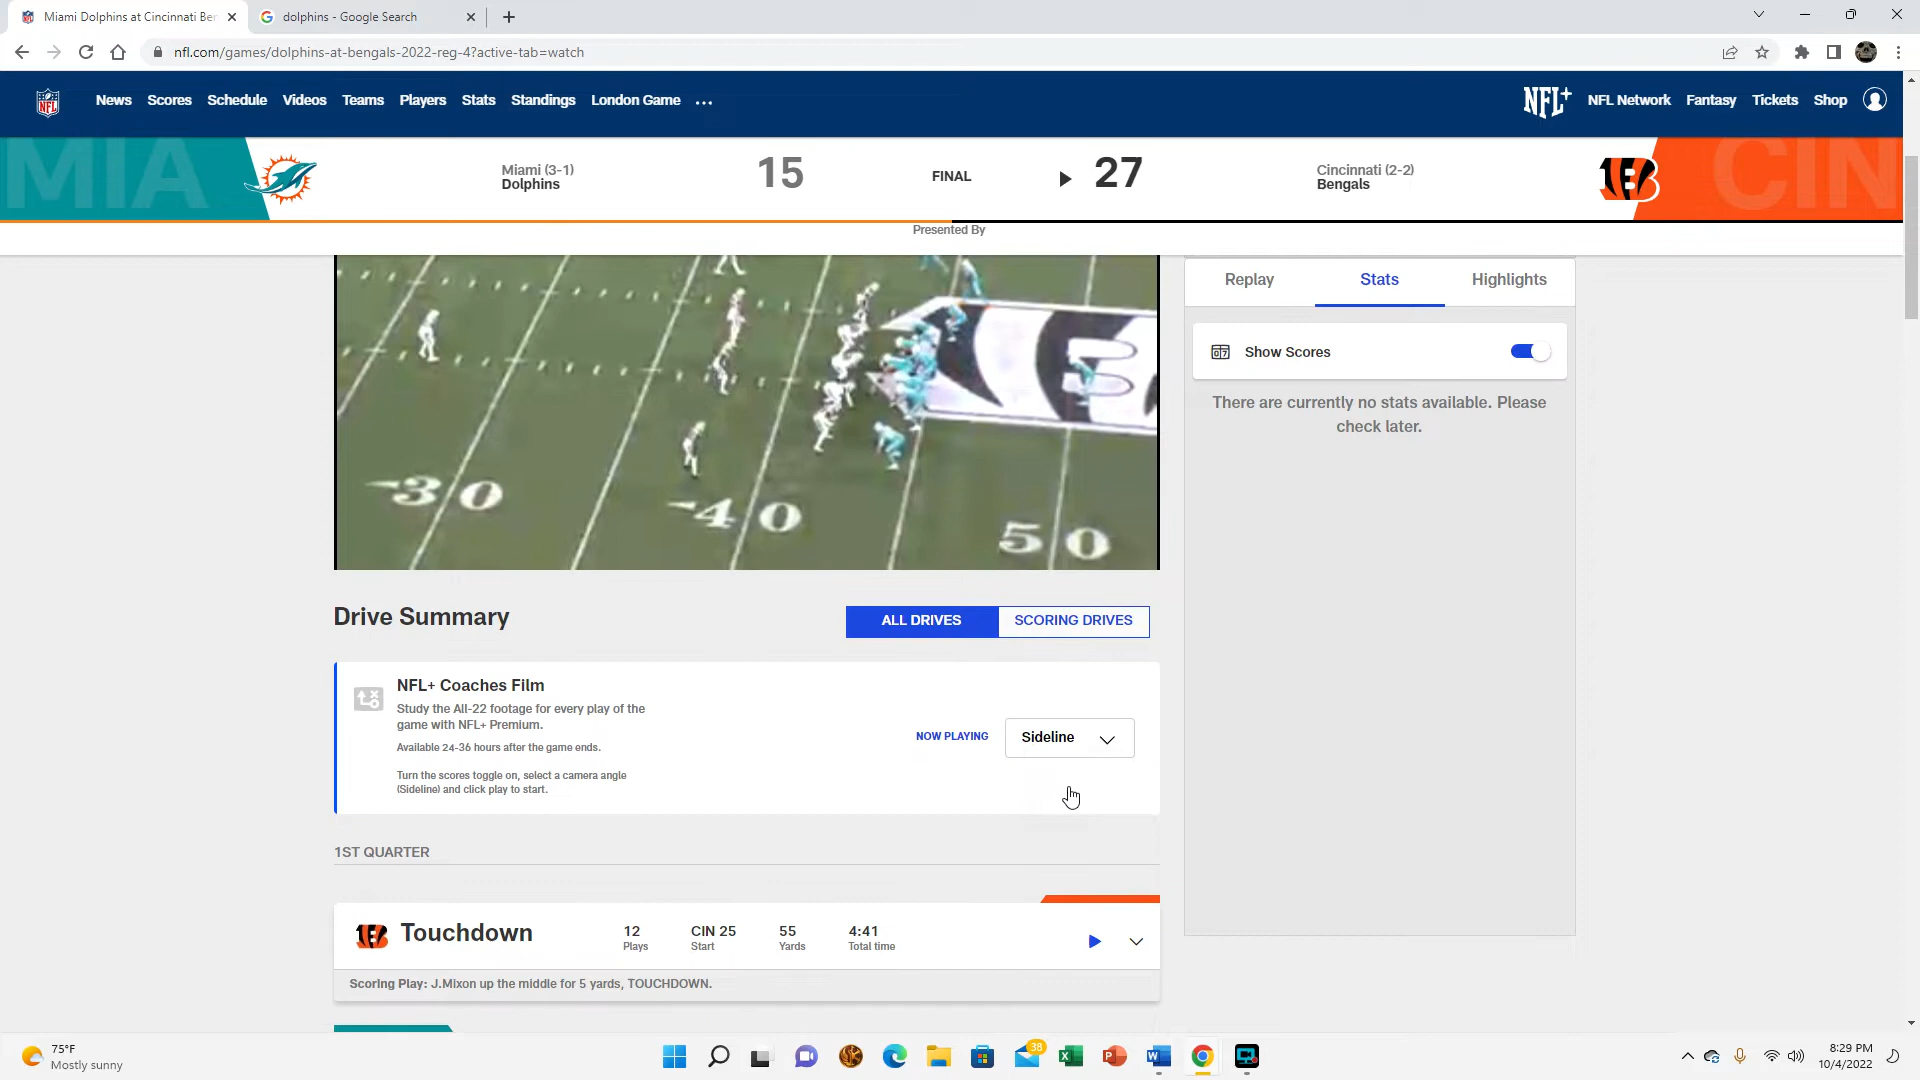 Miami Dolphins at Cincinnati Ber
dolphins - Google Search
nfl.com/games/dolphins-at-bengals-2022-reg-4?active-tab=watch
NFL
News
Scores
Schedule
Videos
Teams
Players
Stats
Standings
London Game
...
NFL+
NFL Network
Fantasy
Tickets
Shop
MIA
Miami (3-1)
Dolphins
15
FINAL
27
Cincinnati (2-2)
Bengals
CIN
Presented By
-30
-40
50
Replay
Stats
Highlights
Show Scores
There are currently no stats available. Please
check later.
Drive Summary
ALL DRIVES
SCORING DRIVES
NFL+ Coaches Film
Study the All-22 footage for every play of the
game with NFL+ Premium.
Available 24-36 hours after the game ends.
Turn the scores toggle on, select a camera angle
(Sideline) and click play to start.
NOW PLAYING
Sideline
1ST QUARTER
Touchdown
12
Plays
CIN 25
Start
55
Yards
4:41
Total time
Scoring Play: J.Mixon up the middle for 5 yards, TOUCHDOWN.
75°F
Mostly sunny
38
8:29 PM
10/4/2022